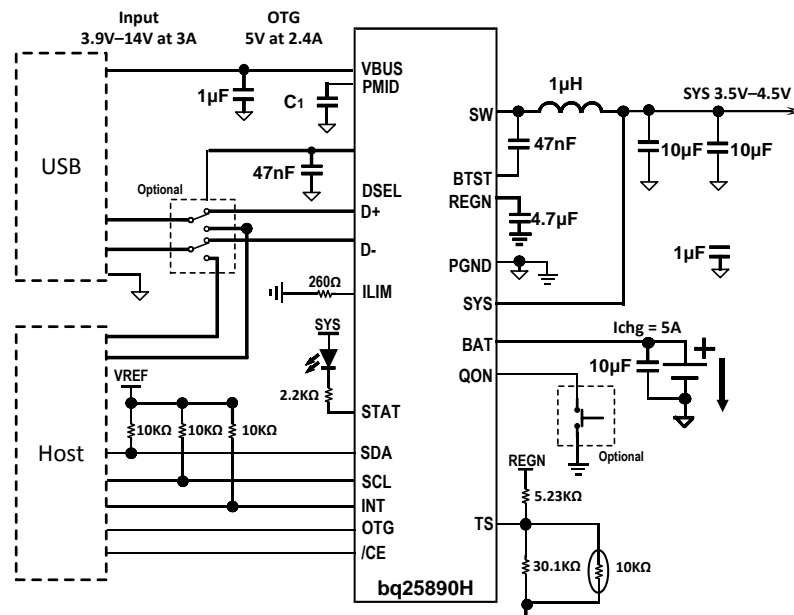 Input
3.9V–14V at 3A
OTG
5V at 2.4A
VBUS
PMID
1µF
C1
USB
47nF
Optional
DSEL
D+
D-
260Ω
ILIM
SYS
2.2KΩ
STAT
VREF
10KΩ
10KΩ
10KΩ
Host
SDA
SCL
INT
OTG
/CE
bq25890H
SW
1µH
SYS 3.5V–4.5V
47nF
10µF
10µF
BTST
REGN
4.7µF
PGND
1µF
SYS
BAT
Ichg = 5A
10µF
+
QON
Optional
REGN
5.23KΩ
TS
30.1KΩ
10KΩ